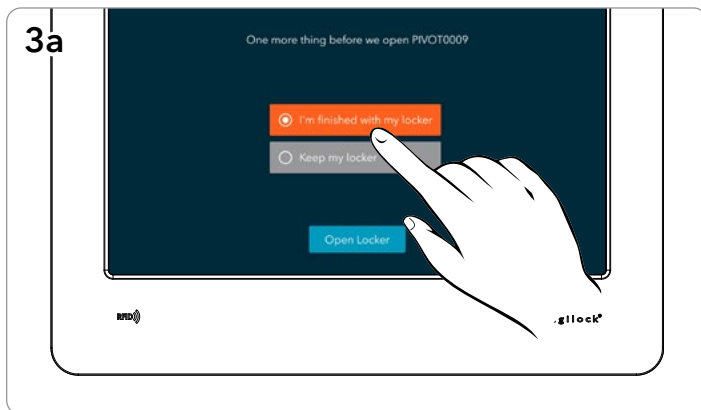 3a
One more thing before we open PIVOT0009
I'm finished with my locker
Keep my locker
Open Locker
RFID
gilock®